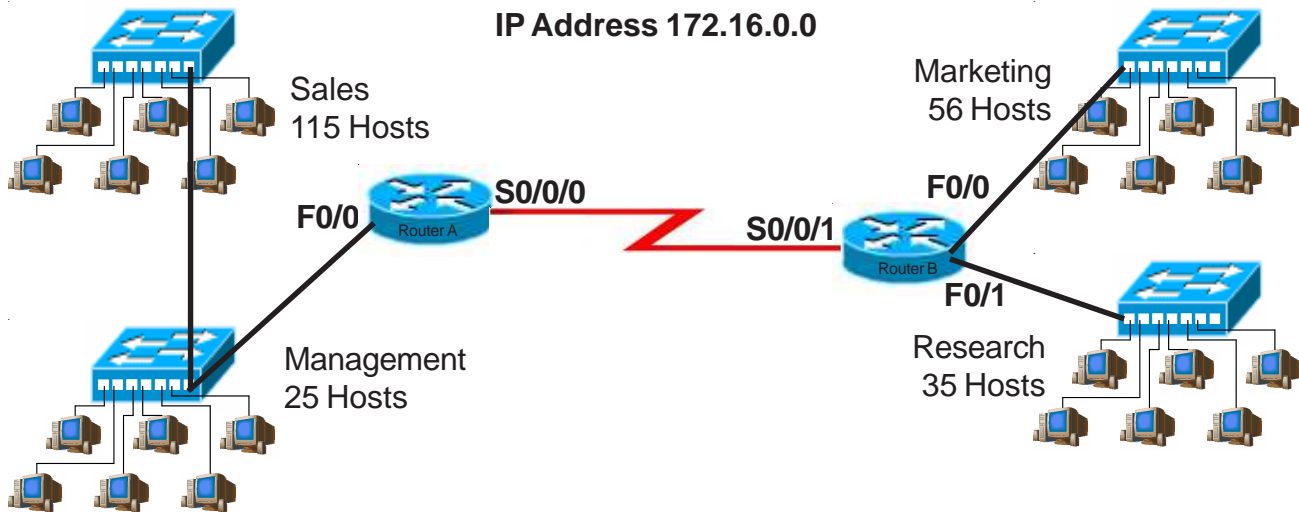 IP Address 172.16.0.0
Sales
115 Hosts
Marketing
56 Hosts
F0/0
S0/0/0
Router A
S0/0/1
F0/0
Router B
F0/1
Management
25 Hosts
Research
35 Hosts